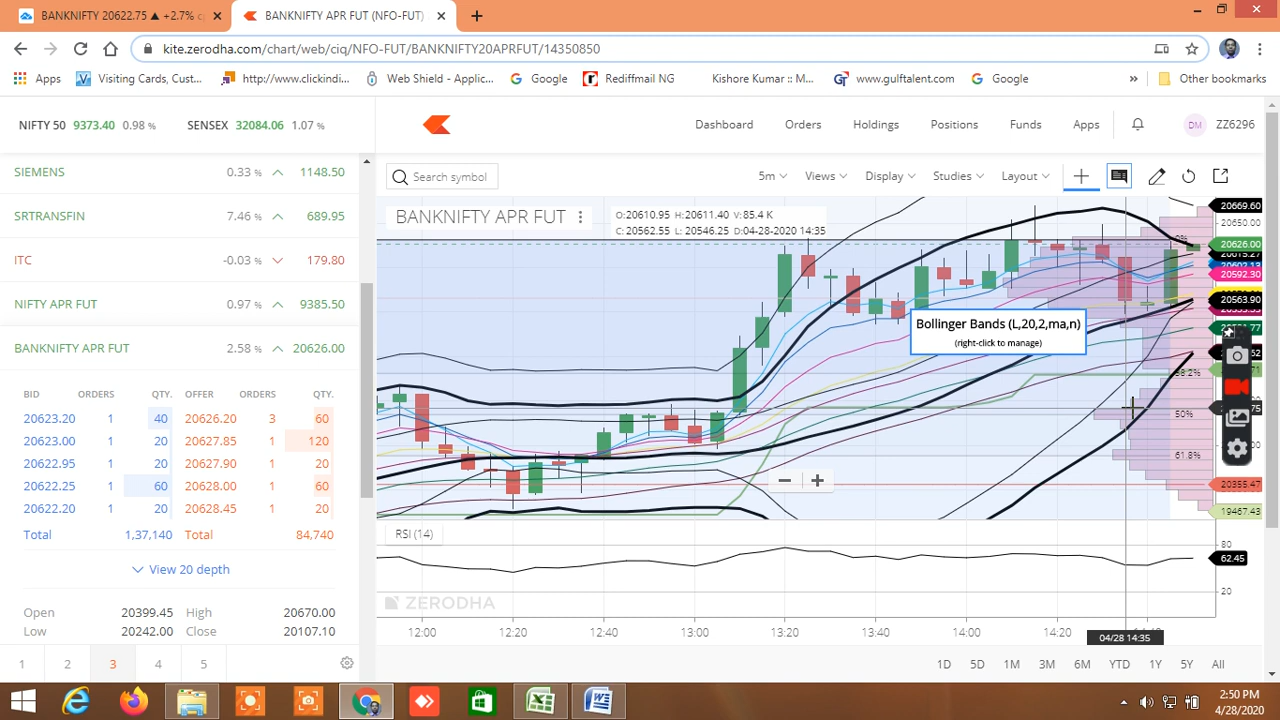 BANKNIFTY 20622.75 ▲ +2.7% ×
BANKNIFTY APR FUT (NFO-FUT) ×
kite.zerodha.com/chart/web/ciq/NFO-FUT/BANKNIFTY20APRFUT/14350850
Apps Visiting Cards, Cust... http://www.clickindi... Web Shield - Applic... Google Rediffmail NG Kishore Kumar :: M... www.gulftalent.com Google » Other bookmarks
NIFTY 50 9373.40 0.98 % SENSEX 32084.06 1.07 %
Dashboard Orders Holdings Positions Funds Apps DM ZZ6296
SIEMENS 0.33 % 1148.50
SRTRANSFIN 7.46 % 689.95
ITC -0.03 % 179.80
NIFTY APR FUT 0.97 % 9385.50
BANKNIFTY APR FUT 2.58 % 20626.00
BID ORDERS QTY. OFFER ORDERS QTY.
20623.20 1 40 20626.20 3 60
20623.00 1 20 20627.85 1 120
20622.95 1 20 20627.90 1 20
20622.25 1 60 20628.00 1 60
20622.20 1 20 20628.45 1 20
Total 1,37,140 Total 84,740
View 20 depth
Open 20399.45 High 20670.00
Low 20242.00 Close 20107.10
1 2 3 4 5
Search symbol 5m Views Display Studies Layout
BANKNIFTY APR FUT
O:20610.95 H:20611.40 V:85.4 K
C:20562.55 L: 20546.25 D:04-28-2020 14:35
20669.60
20650.00
0%
20626.00
20592.30
20563.90
Bollinger Bands (L,20,2,ma,n)
(right-click to manage)
38.2%
50%
61.8%
20355.47
19467.43
− +
RSI (14)
80
62.45
20
ZERODHA
12:00 12:20 12:40 13:00 13:20 13:40 14:00 14:20
04/28 14:35
1D 5D 1M 3M 6M YTD 1Y 5Y All
2:50 PM
4/28/2020